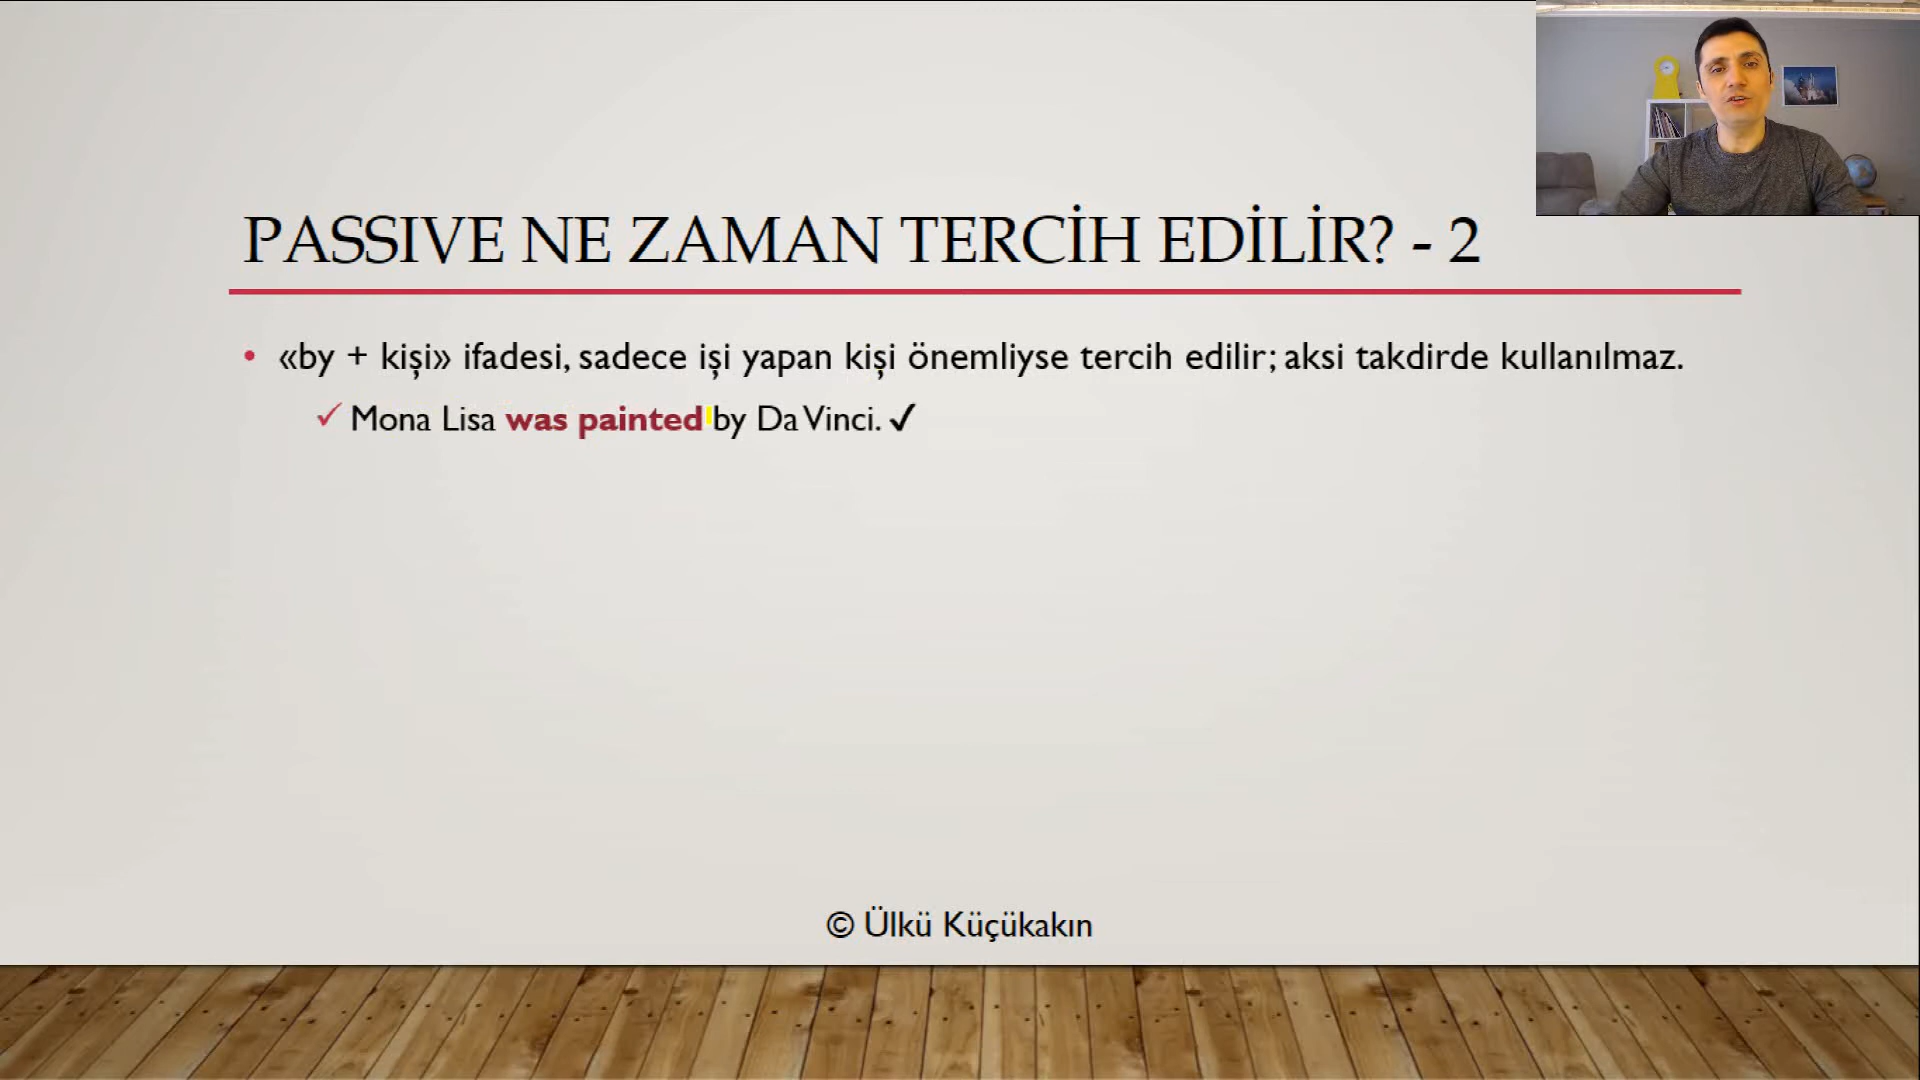 PASSIVE NE ZAMAN TERCİH EDİLİR? - 2
• «by + kişi» ifadesi, sadece işi yapan kişi önemliyse tercih edilir; aksi takdirde kullanılmaz.
✓ Mona Lisa was painted by Da Vinci. ✓
© Ülkü Küçükakın